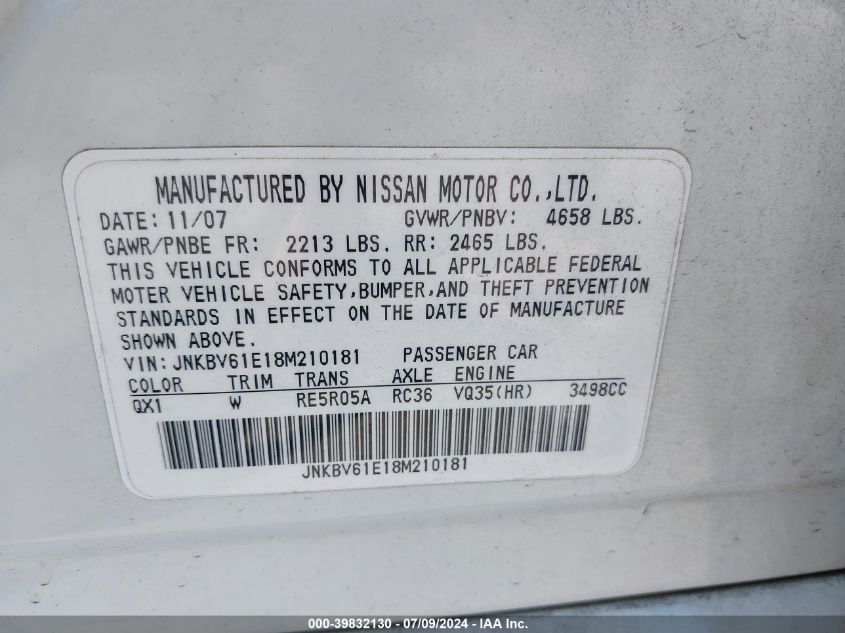 MANUFACTURED BY NISSAN MOTOR CO.,LTD.
DATE: 11/07 GVWR/PNBV: 4658 LBS.
GAWR/PNBE FR: 2213 LBS. RR: 2465 LBS.
THIS VEHICLE CONFORMS TO ALL APPLICABLE FEDERAL
MOTER VEHICLE SAFETY,BUMPER,AND THEFT PREVENTION
STANDARDS IN EFFECT ON THE DATE OF MANUFACTURE
SHOWN ABOVE.
VIN: JNKBV61E18M210181 PASSENGER CAR
COLOR TRIM TRANS AXLE ENGINE
QX1 W RE5R05A RC36 VQ35(HR) 3498CC
JNKBV61E18M210181
000-39832130 - 07/09/2024 - IAA Inc.